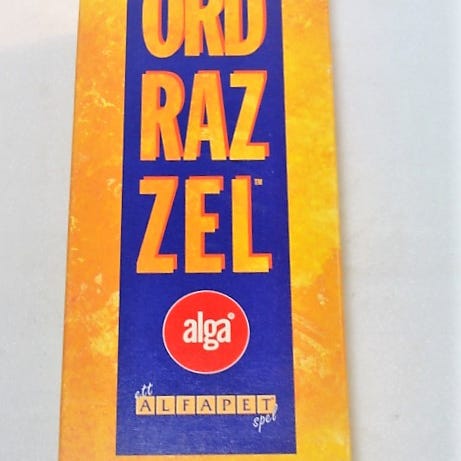 ORD
RAZ
ZEL™
alga®
ett
ALFAPET
spel